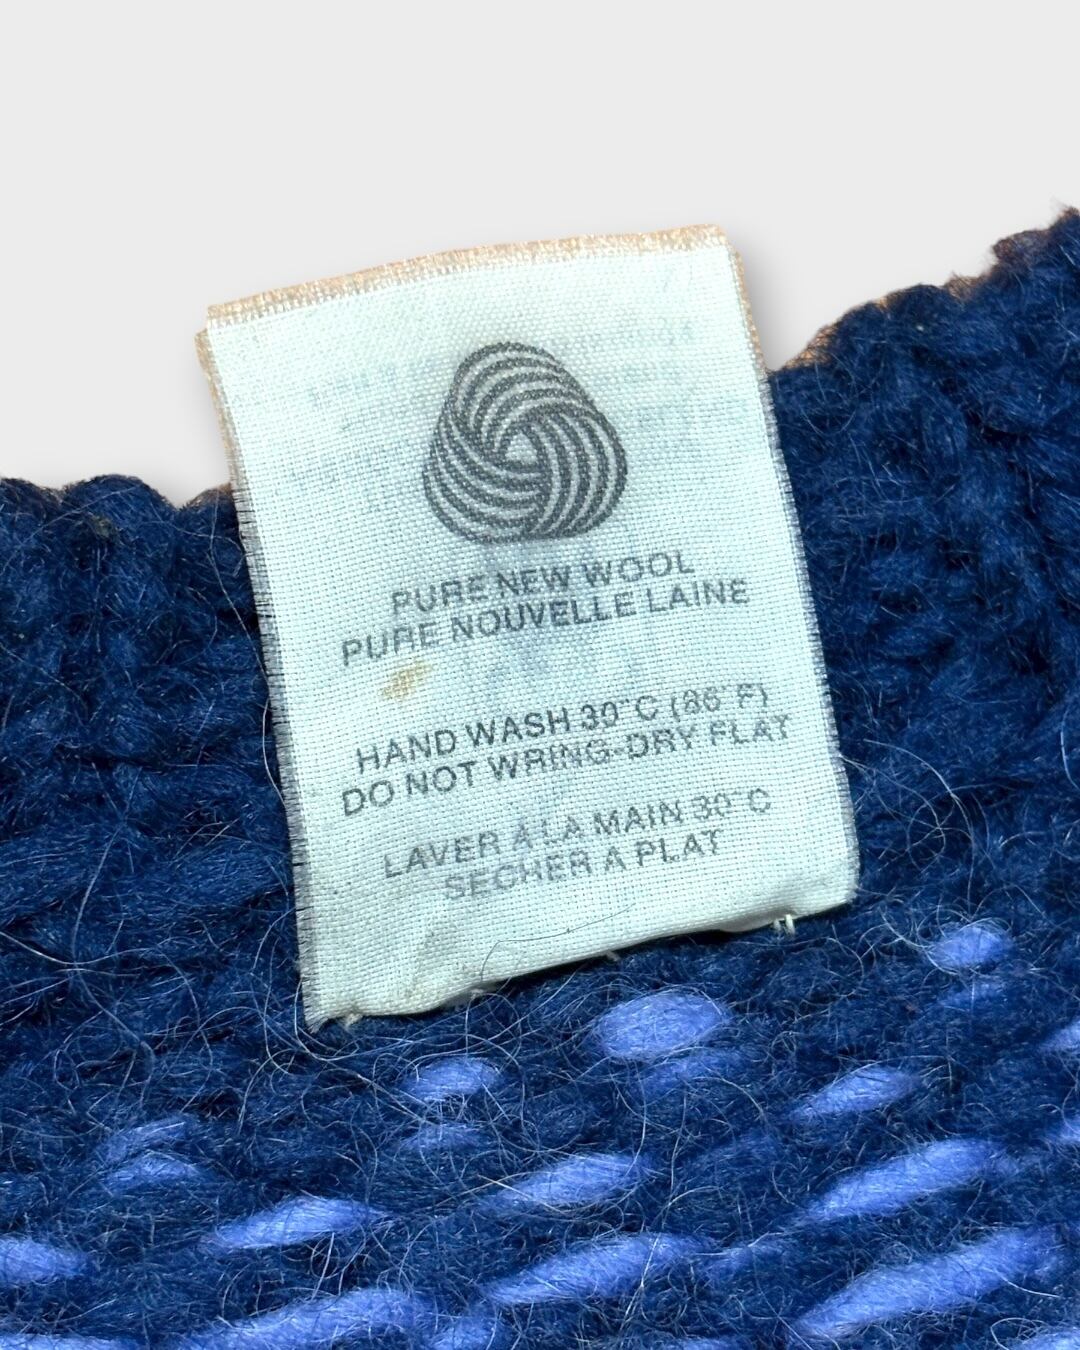 PURE NEW WOOL
PURE NOUVELLE LAINE
HAND WASH 30°C (86°F)
DO NOT WRING-DRY FLAT
LAVER A LA MAIN 30°C
SECHER A PLAT